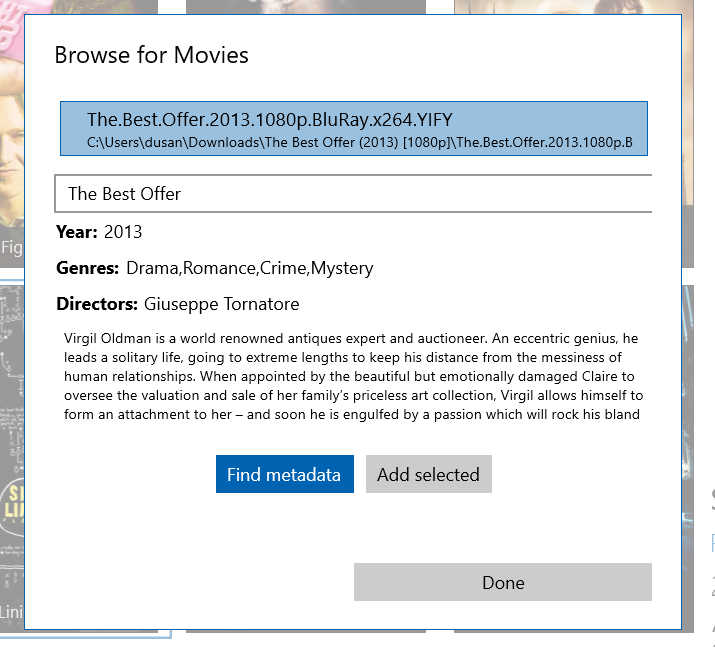 Browse for Movies
The.Best.Offer.2013.1080p.BluRay.x264.YIFY
C:\Users\dusan\Downloads\The Best Offer (2013) [1080p]\The.Best.Offer.2013.1080p.B
The Best Offer
Year: 2013
Genres: Drama,Romance,Crime,Mystery
Directors: Giuseppe Tornatore
Virgil Oldman is a world renowned antiques expert and auctioneer. An eccentric genius, he
leads a solitary life, going to extreme lengths to keep his distance from the messiness of
human relationships. When appointed by the beautiful but emotionally damaged Claire to
oversee the valuation and sale of her family’s priceless art collection, Virgil allows himself to
form an attachment to her – and soon he is engulfed by a passion which will rock his bland
Find metadata
Add selected
Done
Fig
Lini